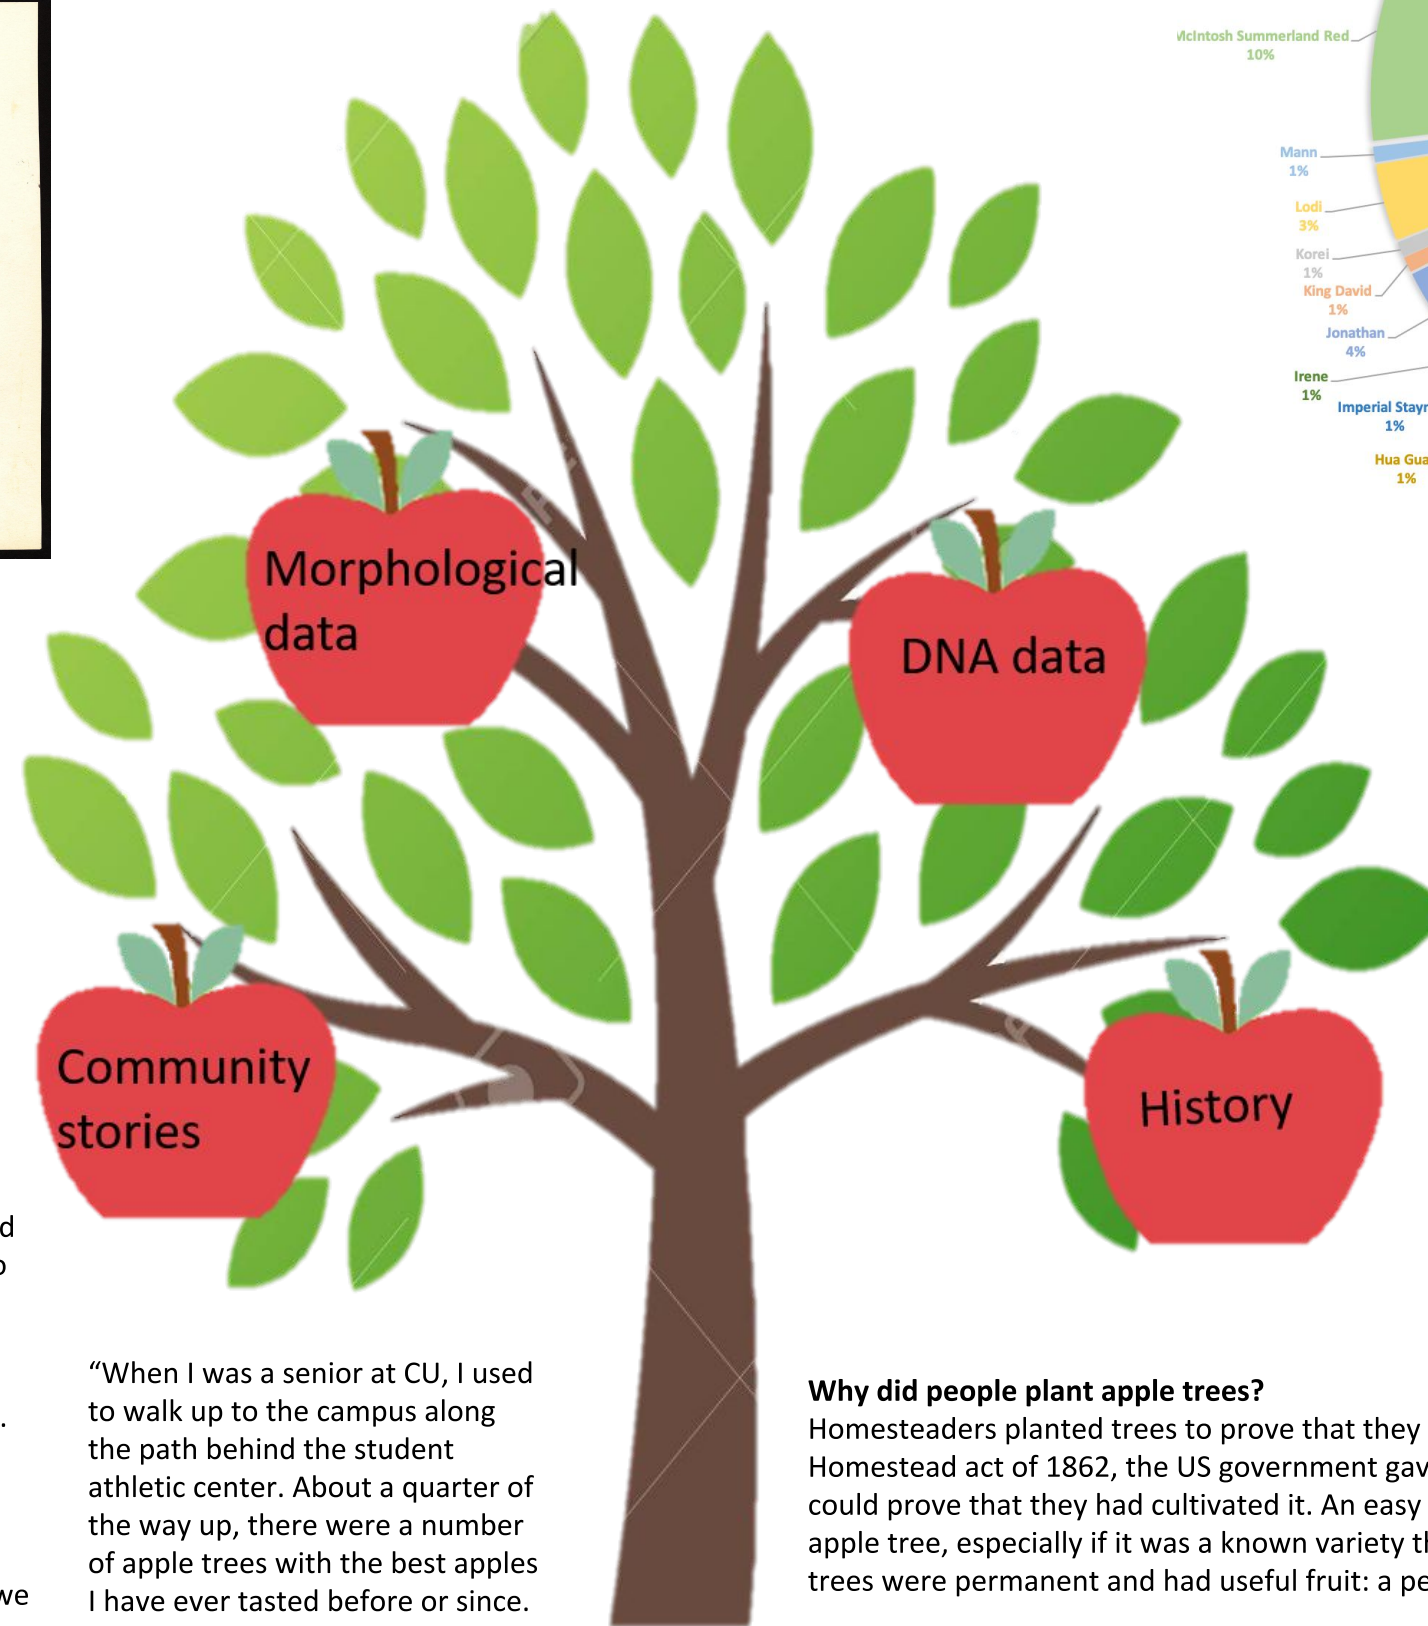 McIntosh Summerland Red
10%
Mann
1%
Lodi
3%
Korei
1%
King David
1%
Jonathan
4%
Irene
1%
Imperial
1%
Hua
1%
Morphological
data
DNA data
Community
stories
History
we
“When I was a senior at CU, I used
to walk up to the campus along
the path behind the student
athletic center. About a quarter of
the way up, there were a number
of apple trees with the best apples
I have ever tasted before or since.
Why did people plant apple trees?
Homesteaders planted trees to prove that they
Homestead act of 1862, the US government
could prove that they had cultivated it. An easy
apple tree, especially if it was a known variety
trees were permanent and had useful fruit: a